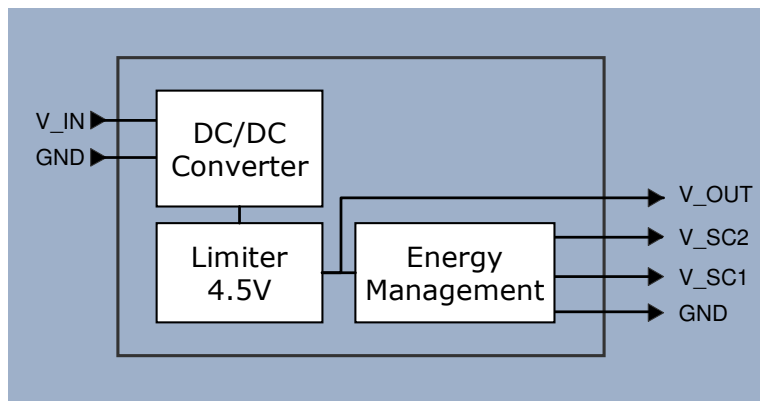 V_IN
GND
DC/DC
Converter
Limiter
4.5V
Energy
Management
V_OUT
V_SC2
V_SC1
GND